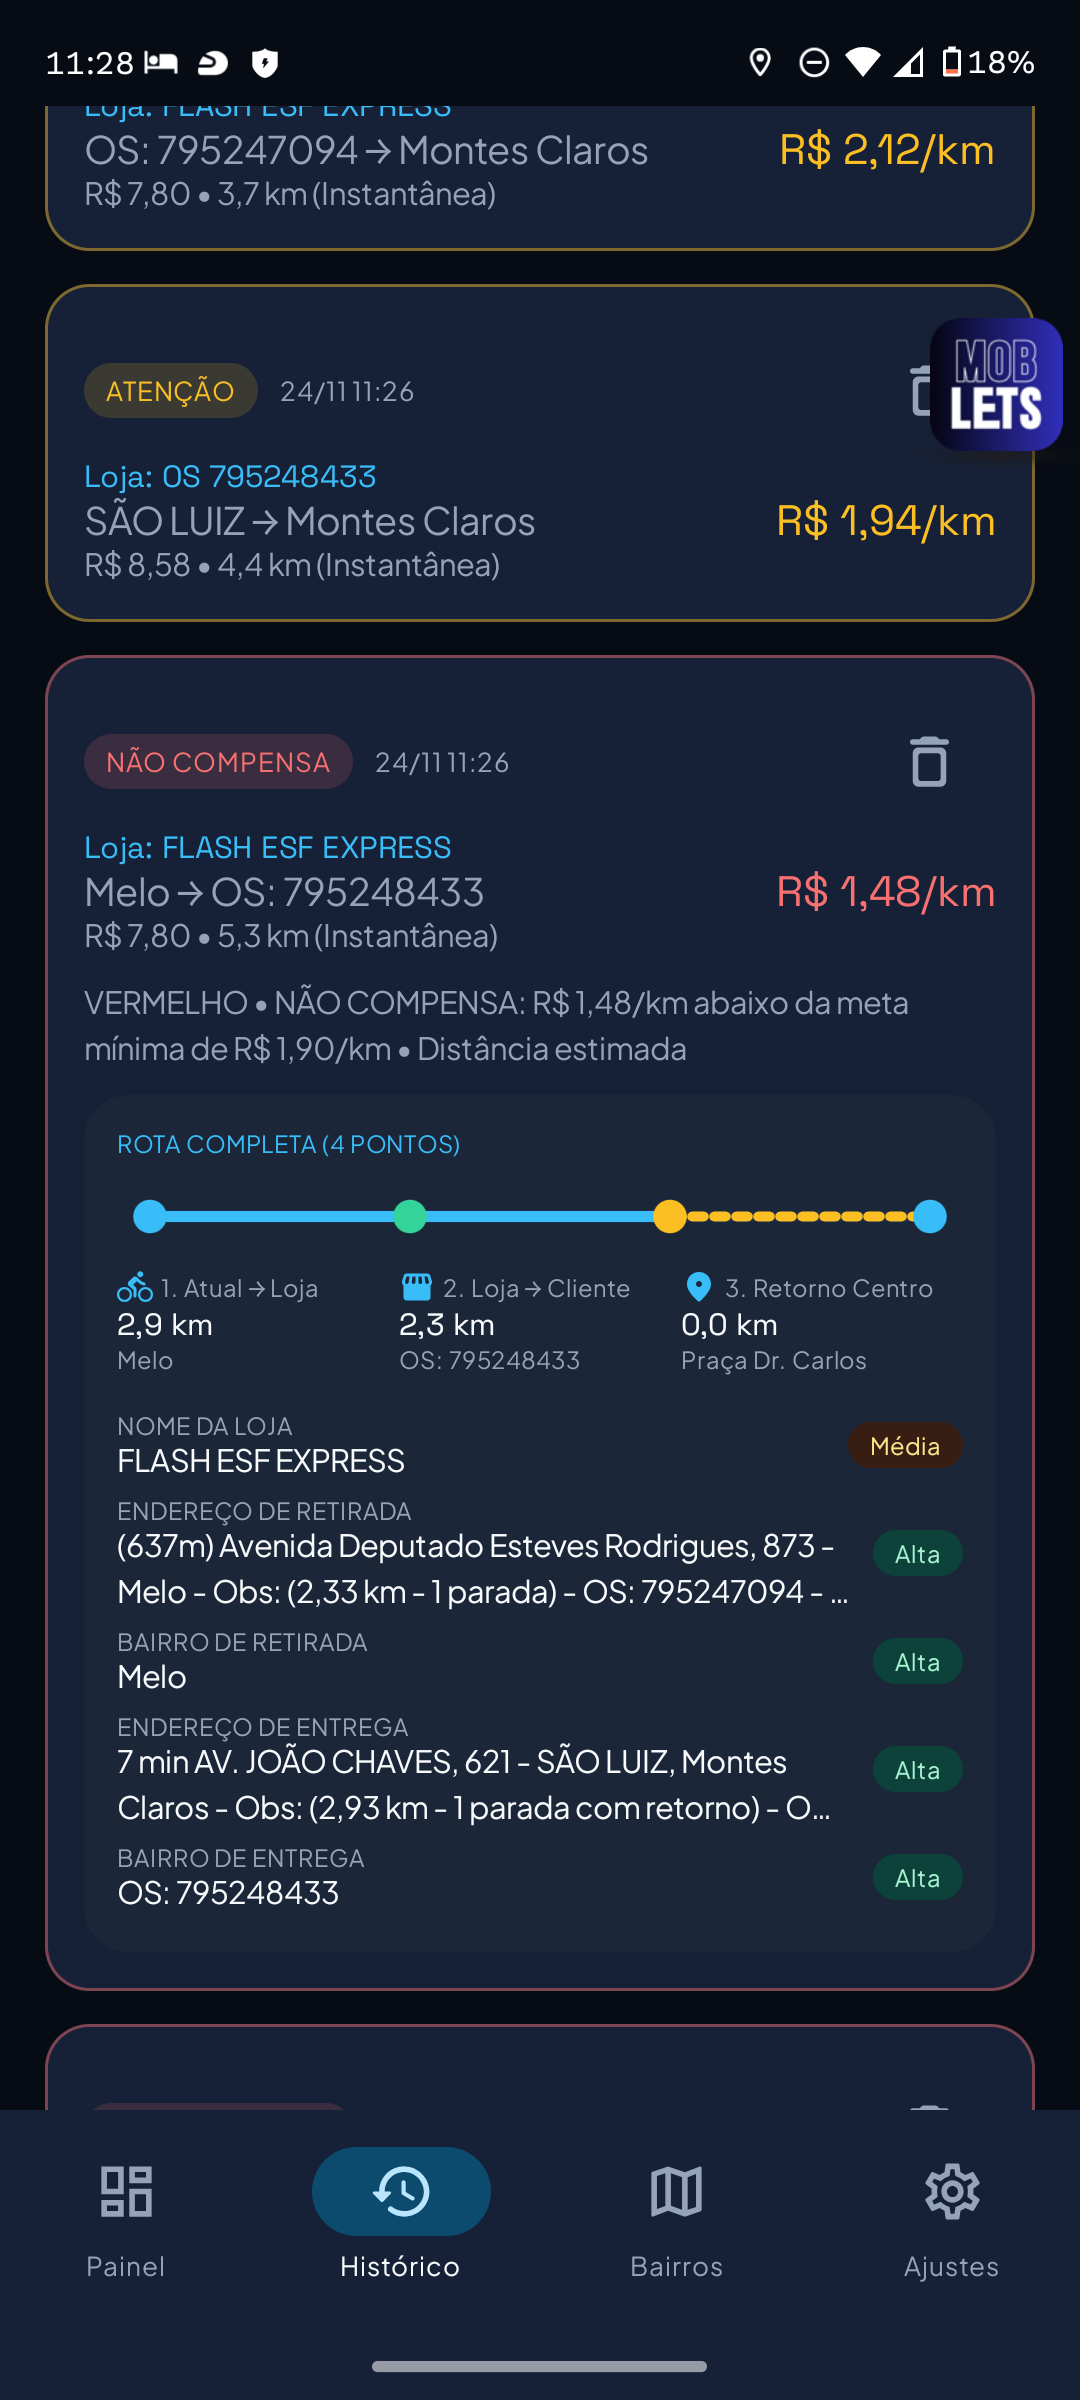 11:28
18%
Loja: FLASH ESF EXPRESS
OS: 795247094 → Montes Claros
R$ 2,12/km
R$ 7,80 • 3,7 km (Instantânea)
MOB
LETS
ATENÇÃO 24/11 11:26
Loja: OS 795248433
SÃO LUIZ → Montes Claros
R$ 1,94/km
R$ 8,58 • 4,4 km (Instantânea)
NÃO COMPENSA 24/11 11:26
Loja: FLASH ESF EXPRESS
Melo → OS: 795248433
R$ 1,48/km
R$ 7,80 • 5,3 km (Instantânea)
VERMELHO • NÃO COMPENSA: R$ 1,48/km abaixo da meta
mínima de R$ 1,90/km • Distância estimada
ROTA COMPLETA (4 PONTOS)
1. Atual → Loja
2,9 km
Melo
2. Loja → Cliente
2,3 km
OS: 795248433
3. Retorno Centro
0,0 km
Praça Dr. Carlos
NOME DA LOJA
FLASH ESF EXPRESS
Média
ENDEREÇO DE RETIRADA
(637m) Avenida Deputado Esteves Rodrigues, 873 -
Melo - Obs: (2,33 km - 1 parada) - OS: 795247094 - ...
Alta
BAIRRO DE RETIRADA
Melo
Alta
ENDEREÇO DE ENTREGA
7 min AV. JOÃO CHAVES, 621 - SÃO LUIZ, Montes
Claros - Obs: (2,93 km - 1 parada com retorno) - O...
Alta
BAIRRO DE ENTREGA
OS: 795248433
Alta
Painel
Histórico
Bairros
Ajustes